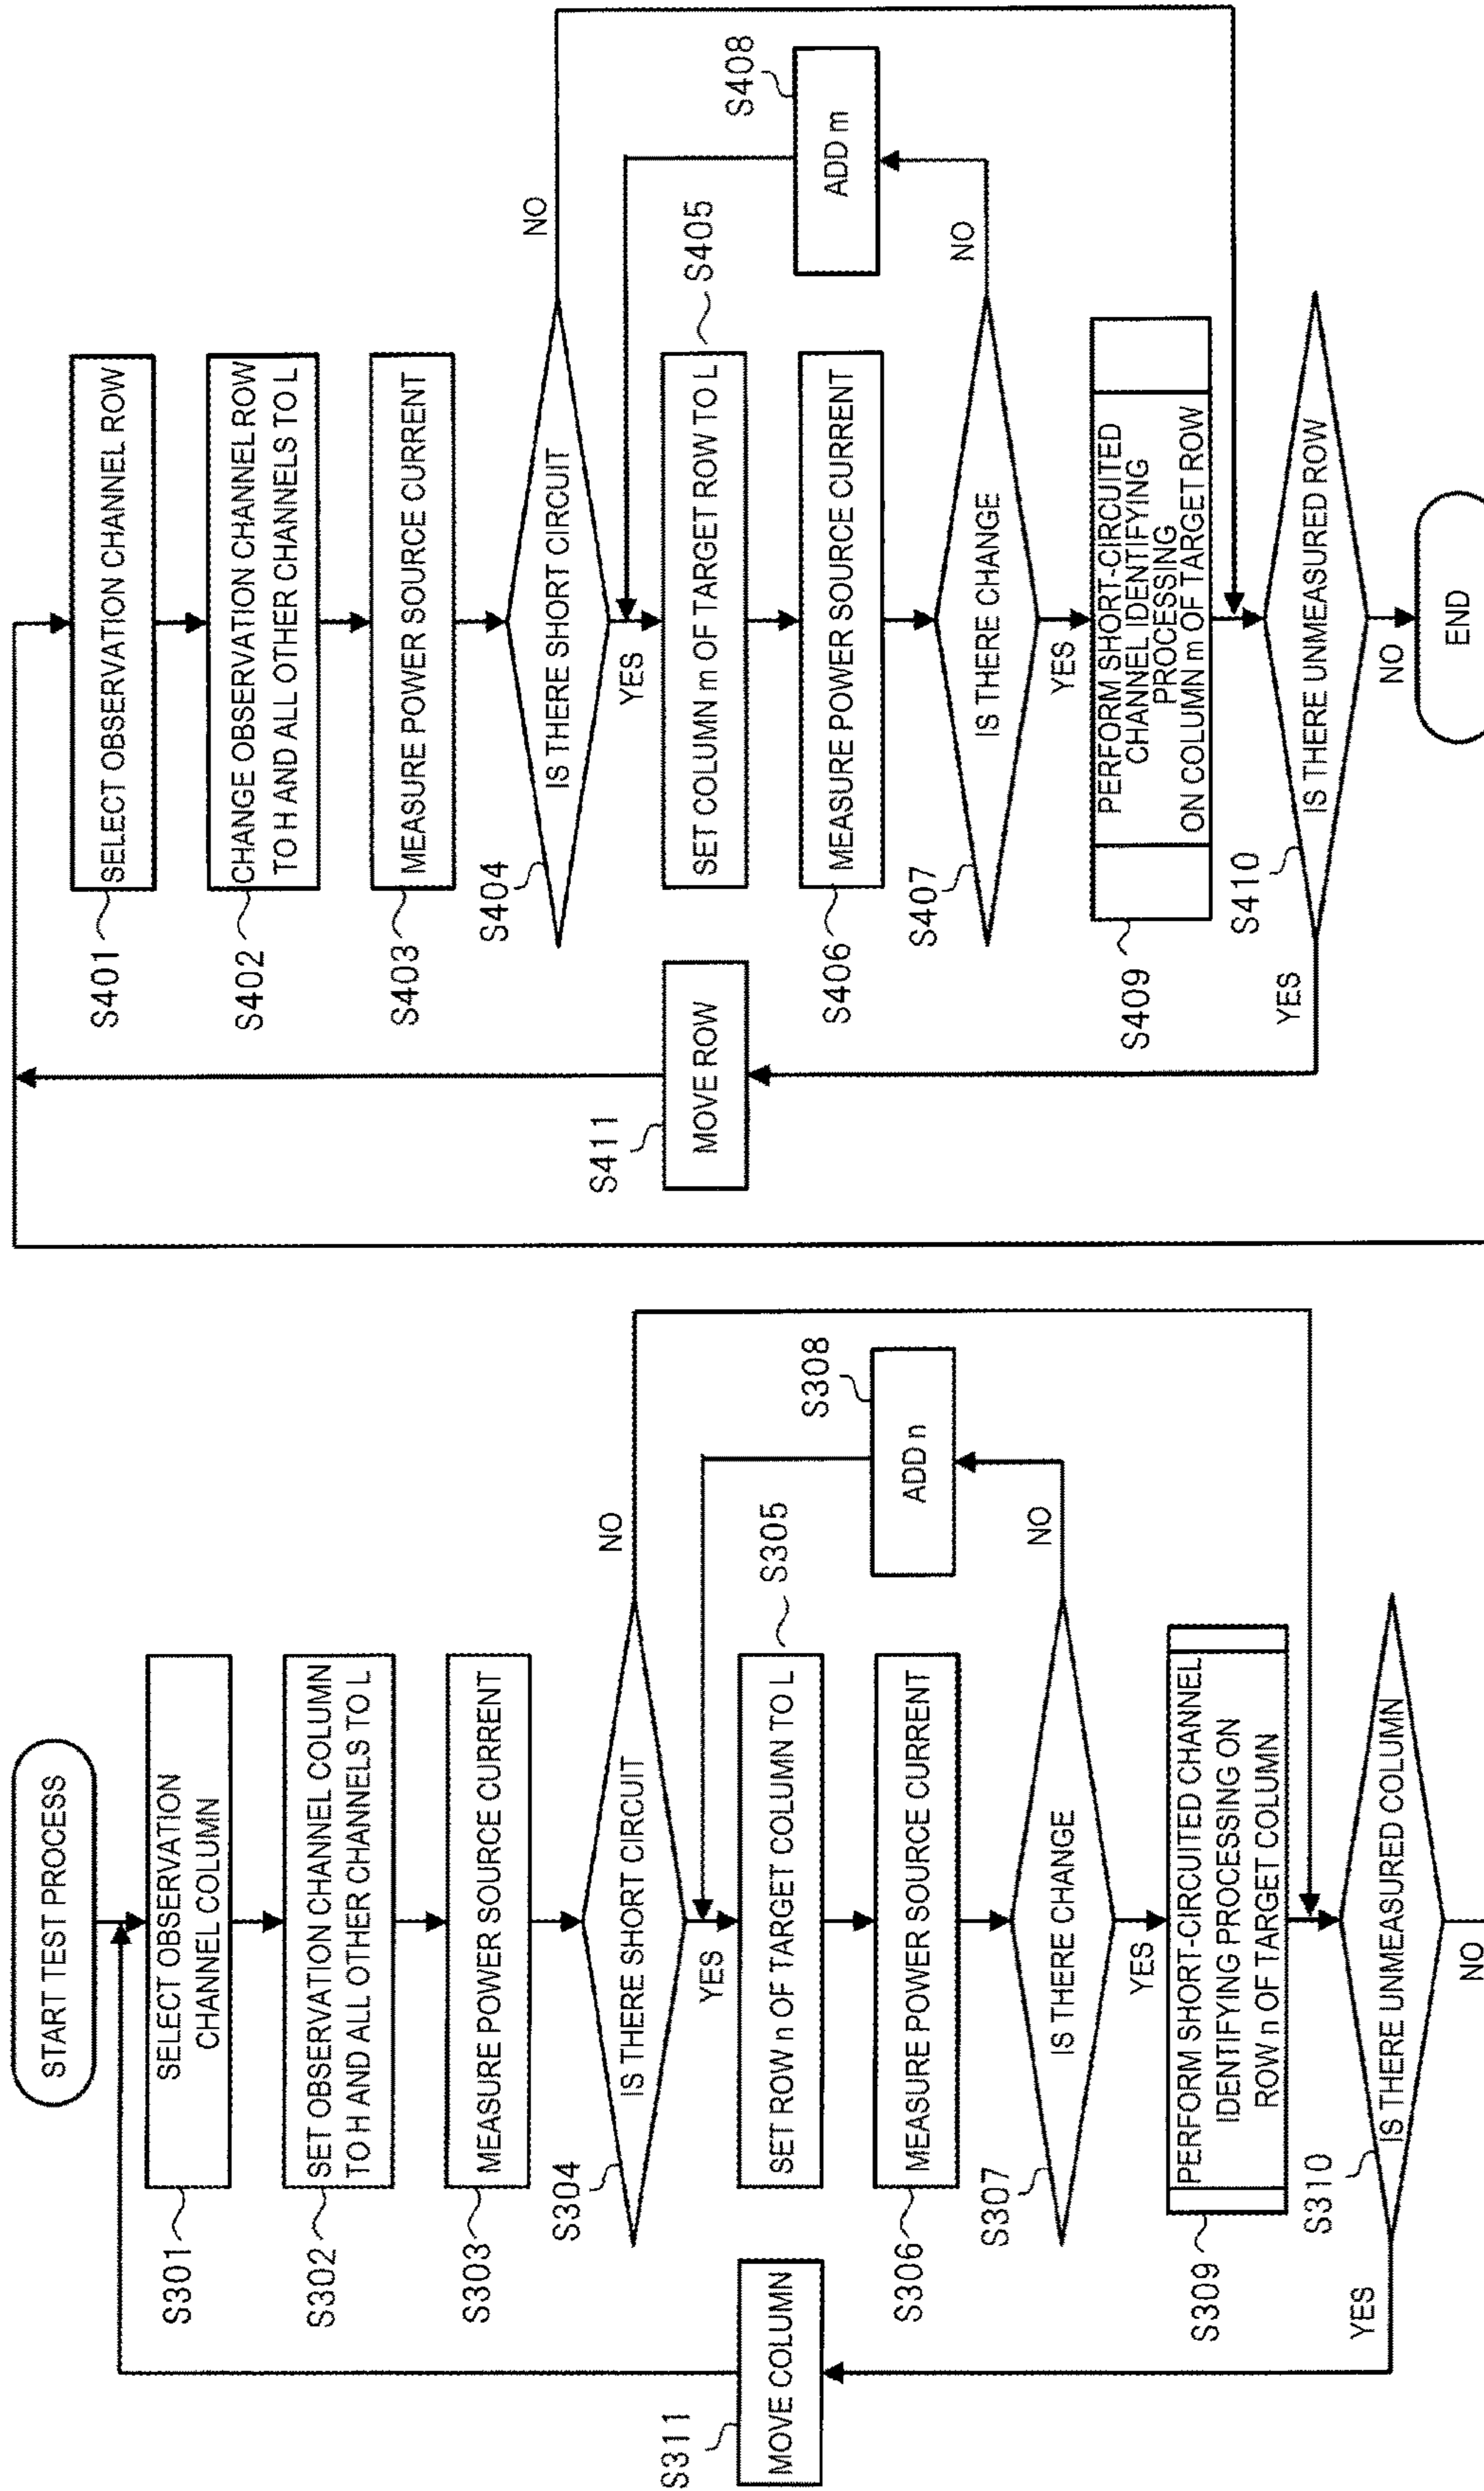 START TEST PROCESS
S301
SELECT OBSERVATION
CHANNEL COLUMN
S302
SET OBSERVATION CHANNEL COLUMN
TO H AND ALL OTHER CHANNELS TO L
S303
MEASURE POWER SOURCE CURRENT
S304
IS THERE SHORT CIRCUIT
NO
YES
SET ROW n OF TARGET COLUMN TO L
S305
S306
MEASURE POWER SOURCE CURRENT
S307
IS THERE CHANGE
NO
ADD n
S308
YES
S309
PERFORM SHORT-CIRCUITED CHANNEL
IDENTIFYING PROCESSING ON
ROW n OF TARGET COLUMN
S310
IS THERE UNMEASURED COLUMN
YES
NO
S311
MOVE COLUMN
S401
SELECT OBSERVATION CHANNEL ROW
S402
CHANGE OBSERVATION CHANNEL ROW
TO H AND ALL OTHER CHANNELS TO L
S403
MEASURE POWER SOURCE CURRENT
S404
IS THERE SHORT CIRCUIT
NO
YES
SET COLUMN m OF TARGET ROW TO L
S405
S406
MEASURE POWER SOURCE CURRENT
S407
IS THERE CHANGE
NO
ADD m
S408
YES
S409
PERFORM SHORT-CIRCUITED
CHANNEL IDENTIFYING
PROCESSING
ON COLUMN m OF TARGET ROW
S410
IS THERE UNMEASURED ROW
YES
NO
S411
MOVE ROW
END